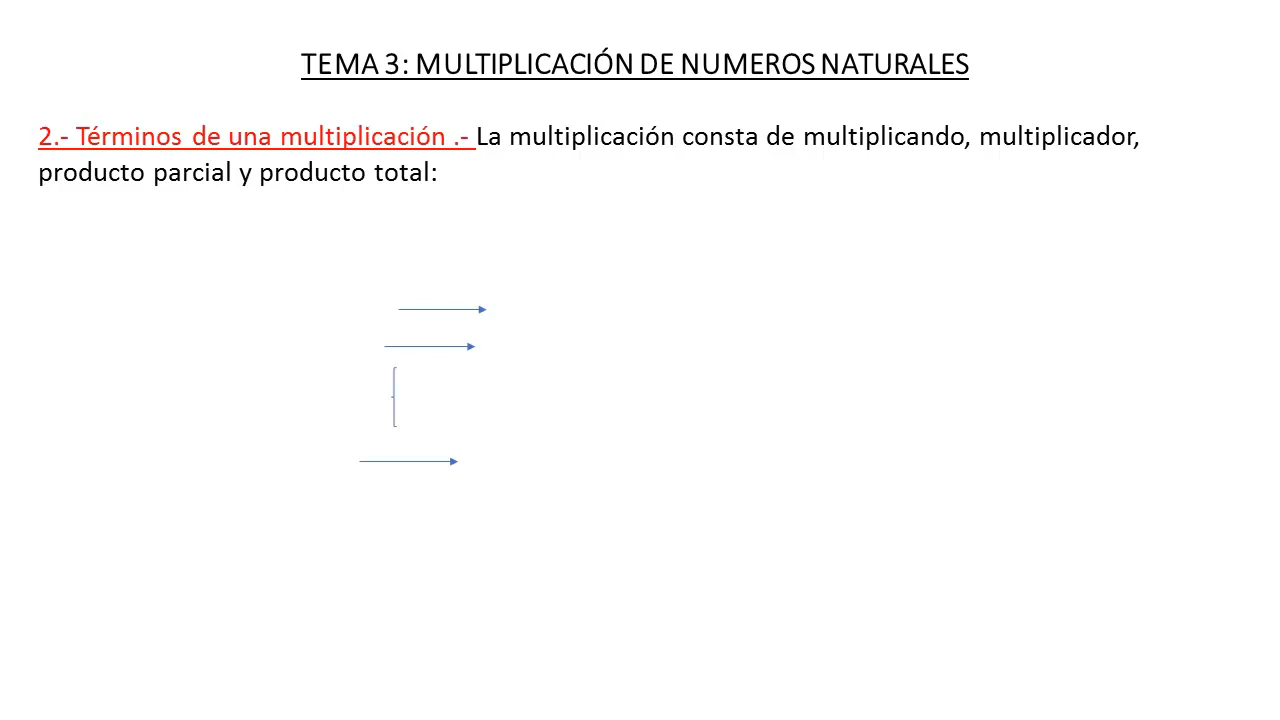 TEMA 3: MULTIPLICACIÓN DE NUMEROS NATURALES
2.- Términos de una multiplicación .- La multiplicación consta de multiplicando, multiplicador,
producto parcial y producto total: